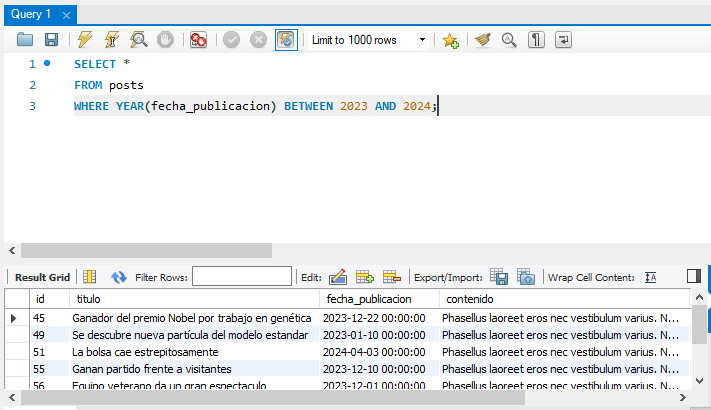 Query 1
Limit to 1000 rows
1 SELECT *
2 FROM posts
3 WHERE YEAR(fecha_publicacion) BETWEEN 2023 AND 2024;
Result Grid Filter Rows: Edit: Export/Import: Wrap Cell Content:
id titulo fecha_publicacion contenido
45 Ganador del premio Nobel por trabajo en genética 2023-12-22 00:00:00 Phasellus laoreet eros nec vestibulum varius. N...
49 Se descubre nueva partícula del modelo estandar 2023-01-10 00:00:00 Phasellus laoreet eros nec vestibulum varius. N...
51 La bolsa cae estrepitosamente 2024-04-03 00:00:00 Phasellus laoreet eros nec vestibulum varius. N...
55 Ganan partido frente a visitantes 2023-12-10 00:00:00 Phasellus laoreet eros nec vestibulum varius. N...
56 Equipo veterano da un gran espectaculo 2023-12-01 00:00:00 Phasellus laoreet eros nec vestibulum varius. N...